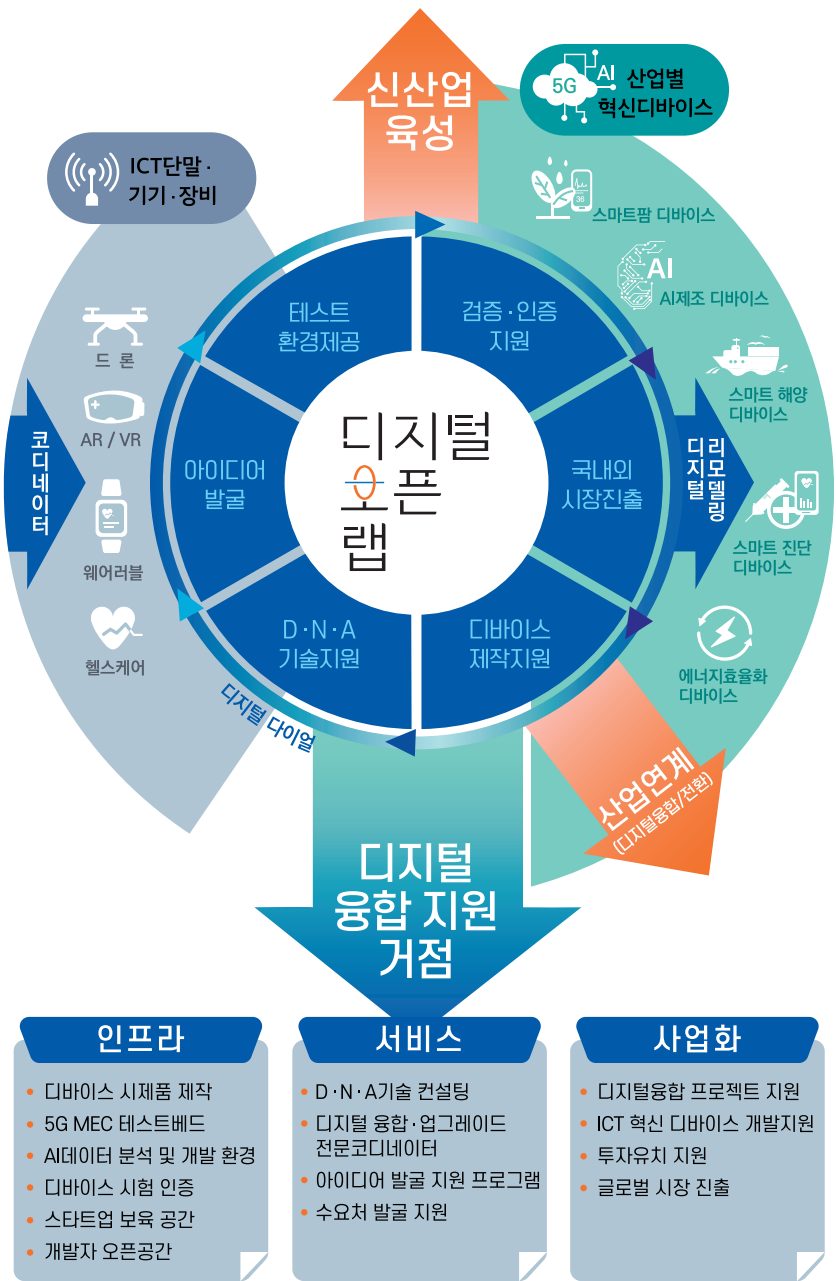 신산업
육성
5G
AI
산업별
혁신디바이스
ICT단말·
기기·장비
36
스마트팜 디바이스
AI
AI제조 디바이스
스마트 해양
디바이스
스마트 진단
디바이스
에너지효율화
디바이스
드 론
AR / VR
웨어러블
헬스케어
코디네이터
디지털
리모델링
테스트
환경제공
검증·인증
지원
아이디어
발굴
국내외
시장진출
D·N·A
기술지원
디바이스
제작지원
디지털
오픈
랩
디지털 다이얼
산업연계
(디지털융합/전환)
디지털
융합 지원
거점
인프라
• 디바이스 시제품 제작
• 5G MEC 테스트베드
• AI데이터 분석 및 개발 환경
• 디바이스 시험 인증
• 스타트업 보육 공간
• 개발자 오픈공간
서비스
• D·N·A기술 컨설팅
• 디지털 융합·업그레이드
전문코디네이터
• 아이디어 발굴 지원 프로그램
• 수요처 발굴 지원
사업화
• 디지털융합 프로젝트 지원
• ICT 혁신 디바이스 개발지원
• 투자유치 지원
• 글로벌 시장 진출